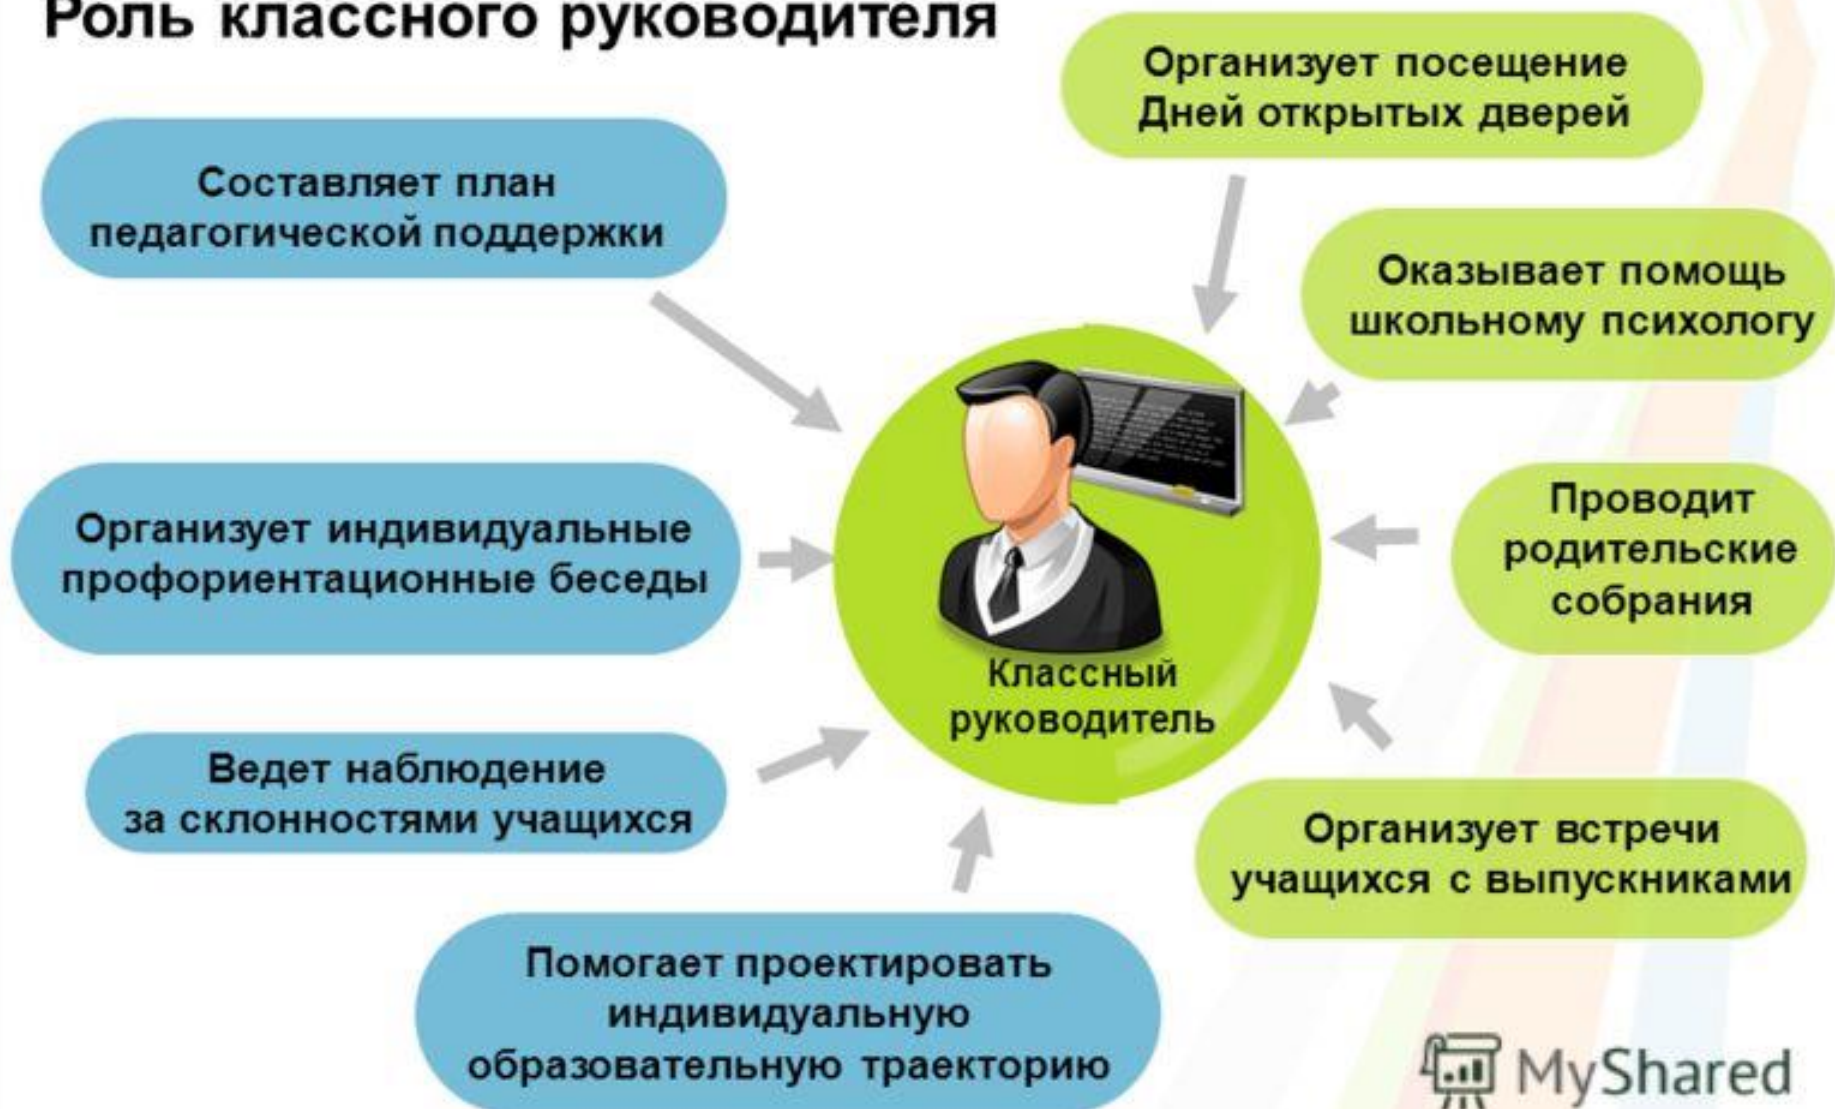 Роль классного руководителя
Организует посещение
Дней открытых дверей
Составляет план
педагогической поддержки
Оказывает помощь
школьному психологу
Организует индивидуальные
профориентационные беседы
Проводит
родительские
собрания
Классный
руководитель
Ведет наблюдение
за склонностями учащихся
Организует встречи
учащихся с выпускниками
Помогает проектировать
индивидуальную
образовательную траекторию
MyShared